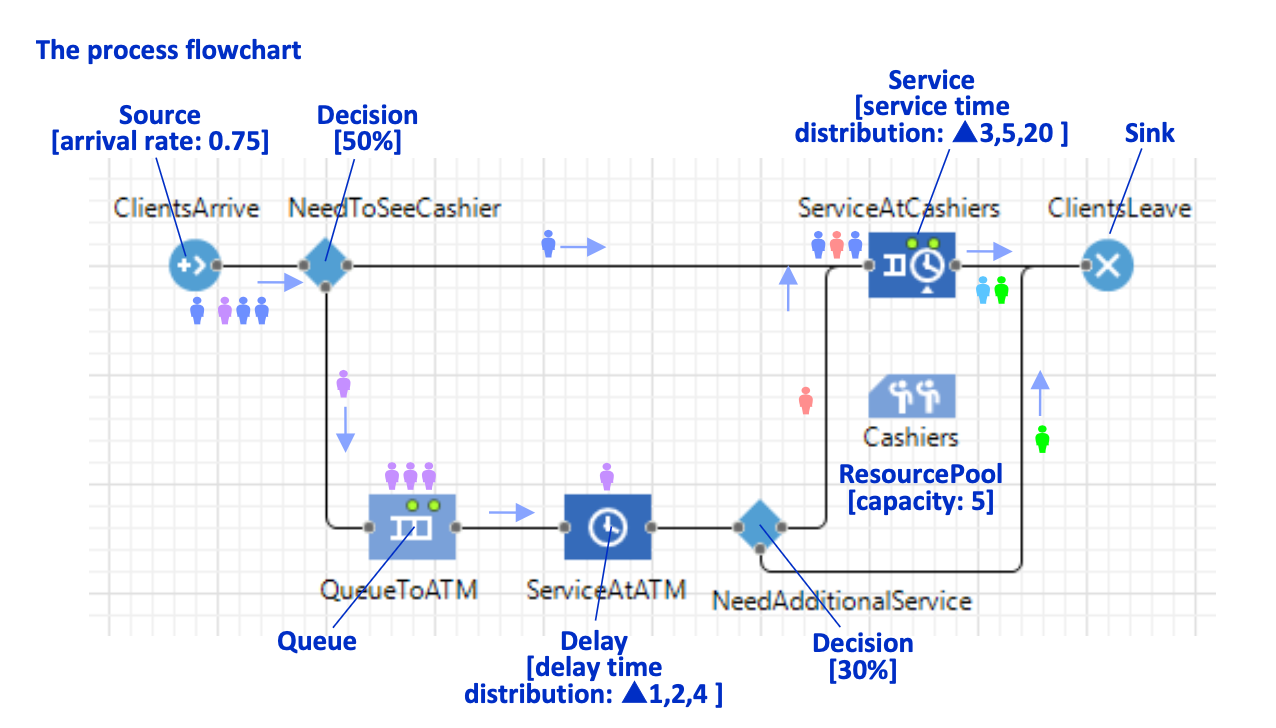 The process flowchart
Service
[service time
distribution: ▲3,5,20 ]
Source
[arrival rate: 0.75]
Decision
[50%]
Sink
ClientsArrive
NeedToSeeCashier
ServiceAtCashiers
ClientsLeave
Cashiers
ResourcePool
[capacity: 5]
QueueToATM
ServiceAtATM
NeedAdditionalService
Queue
Delay
[delay time
distribution: ▲1,2,4 ]
Decision
[30%]